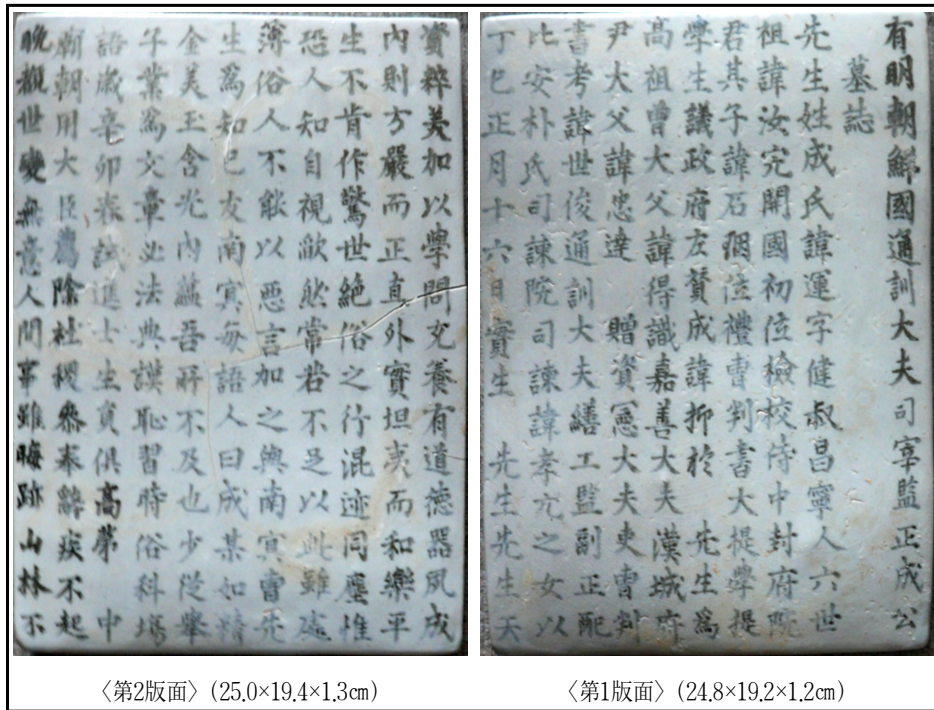 有明朝鮮國通訓大夫司宰監正成公
墓誌
先生姓成氏諱運字健叔昌寧人六世
祖諱汝完開國初位檢校侍中封府院
君其子諱石珚位禮曹判書大提學提
學生議政府左贊成諱抑於 先生爲
高祖曾大父諱得識嘉善大夫漢城府
尹大父諱忠達 贈資憲大夫吏曹判
書考諱世俊通訓大夫繕工監副正配
比安朴氏司諫院司諫諱孝元之女以
丁巳正月十六日實生 先生先生天
資粹美加以學問充養有道德器夙成
內則方嚴而正直外實坦夷而和樂平
生不肯作驚世絶俗之行混迹同塵惟
恐人知自視歉然常若不足以此雖處
薄俗人不能以惡言加之與南冥曹先
生爲知己友南冥每語人曰成某如精
金美玉含光內蘊吾所不及也少從擧
子業爲文章必法典謨恥習時俗科場
語歲辛卯春試進士生員俱高第 中
廟朝用大臣薦除社稷參奉辭疾不起
晩觀世變無意人間事雖晦跡山林不
〈第2版面〉(25.0×19.4×1.3㎝)
〈第1版面〉(24.8×19.2×1.2㎝)